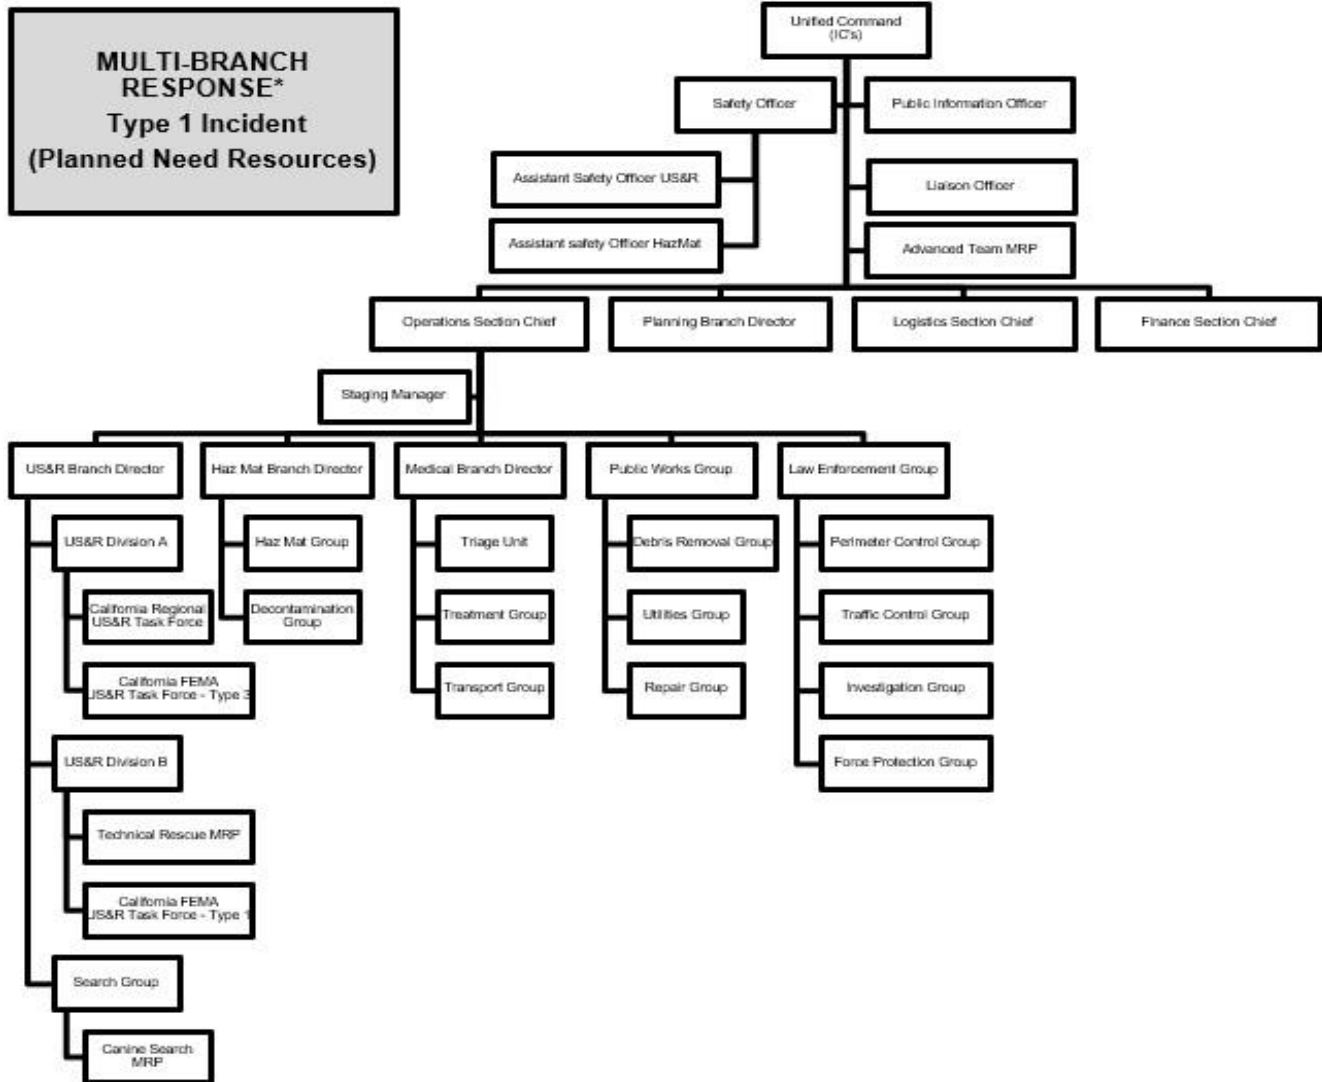 MULTI-BRANCH
RESPONSE*
Type 1 Incident
(Planned Need Resources)
Unified Command
(IC's)
Safety Officer
Public Information Officer
Assistant Safety Officer US&R
Liaison Officer
Assistant safety Officer HazMat
Advanced Team MRP
Operations Section Chief
Planning Branch Director
Logistics Section Chief
Finance Section Chief
Staging Manager
US&R Branch Director
Haz Mat Branch Director
Medical Branch Director
Public Works Group
Law Enforcement Group
US&R Division A
Haz Mat Group
Triage Unit
Debris Removal Group
Perimeter Control Group
California Regional
US&R Task Force
Decontamination
Group
Treatment Group
Utilities Group
Traffic Control Group
California FEMA
US&R Task Force - Type 3
Transport Group
Repair Group
Investigation Group
US&R Division B
Force Protection Group
Technical Rescue MRP
California FEMA
US&R Task Force - Type 1
Search Group
Canine Search
MRP